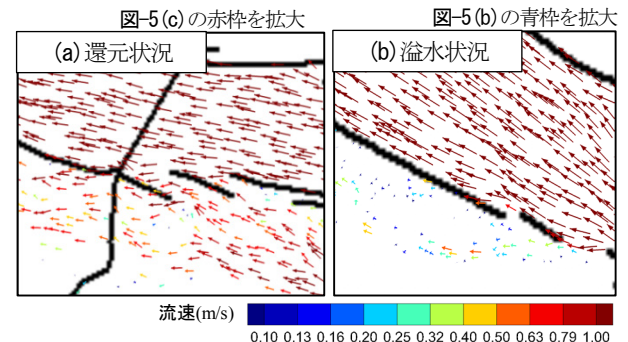 図-5(c)の赤枠を拡大
図-5(b)の青枠を拡大
(a)還元状況
(b)溢水状況
流速(m/s)
0.10 0.13 0.16 0.20 0.25 0.32 0.40 0.50 0.63 0.79 1.00